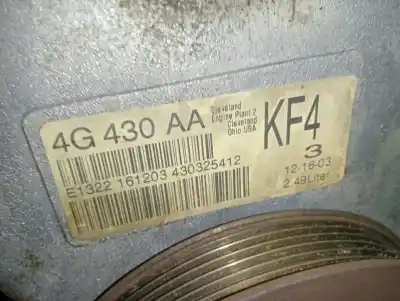 4G 430 AA
Cleveland
Engine Plant 2
Cleveland
Ohio USA
KF4
3
12-16-03
2.49Liter
E1322 161203 430325412